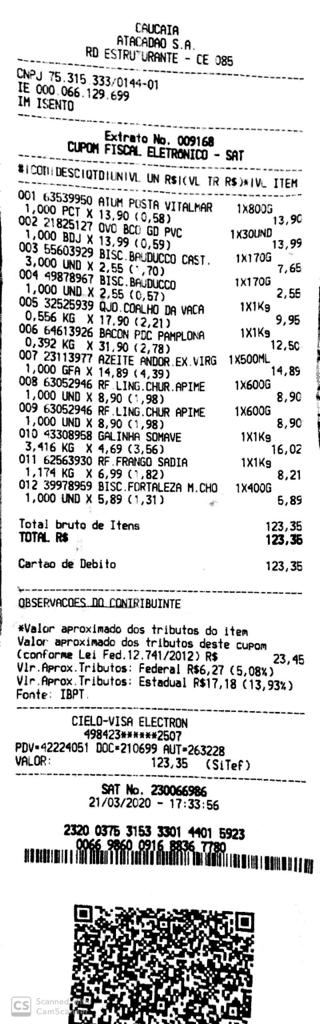 CAUCAIA
ATACADAO S.A.
RD ESTRUTURANTE - CE 085
CNPJ 75.315 333/0144-01
IE 000.066.129.699
IM ISENTO
Extrato No. 009168
CUPOM FISCAL ELETRONICO - SAT
#|COD|DESC|QTD|UN|VL UN R$|(VL TR R$)*|VL ITEM
001 63539950 ATUM POSTA VITALMAR 1X800G
1,000 PCT X 13,90 (0,58) 13,90
002 21825127 OVO BCO GD PVC 1X30UND
1,000 BDJ X 13,99 (0,59) 13,99
003 55603929 BISC.BAUDUCCO CAST. 1X170G
3,000 UND X 2,55 (1,70) 7,65
004 49878967 BISC.BAUDUCCO 1X170G
1,000 UND X 2,55 (0,57) 2,55
005 32525939 QJO.COALHO DA VACA 1X1Kg
0,556 KG X 17,90 (2,21) 9,95
006 64613926 BACON PDC PAMPLONA 1X1Kg
0,392 KG X 31,90 (2,78) 12,50
007 23113977 AZEITE ANDOR.EX.VIRG 1X500ML
1,000 GFA X 14,89 (4,39) 14,89
008 63052946 RF.LING.CHUR APIME 1X600G
1,000 UND X 8,90 (1,98) 8,90
009 63052946 RF.LING.CHUR APIME 1X600G
1,000 UND X 8,90 (1,98) 8,90
010 43308958 GALINHA SOMAVE 1X1Kg
3,416 KG X 4,69 (3,56) 16,02
011 62563930 RF.FRANGO SADIA 1X1Kg
1,174 KG X 6,99 (1,82) 8,21
012 39978959 BISC.FORTALEZA M.CHO 1X400G
1,000 UND X 5,89 (1,31) 5,89
Total bruto de Itens 123,35
TOTAL R$ 123,35
Cartao de Debito 123,35
OBSERVACOES DO CONTRIBUINTE
*Valor aproximado dos tributos do item
Valor aproximado dos tributos deste cupom
(conforme Lei Fed.12.741/2012) R$ 23,45
Vlr.Aprox.Tributos: Federal R$6,27 (5,08%)
Vlr.Aprox.Tributos: Estadual R$17,18 (13,93%)
Fonte: IBPT.
CIELO-VISA ELECTRON
498423******2507
PDV=42224051 DOC=210699 AUT=263228
VALOR: 123,35 (SiTef)
SAT No. 230066986
21/03/2020 - 17:33:56
2320 0375 3153 3301 4401 5923
0066 9860 0916 8836 7780
CS Scanned
CamScanner